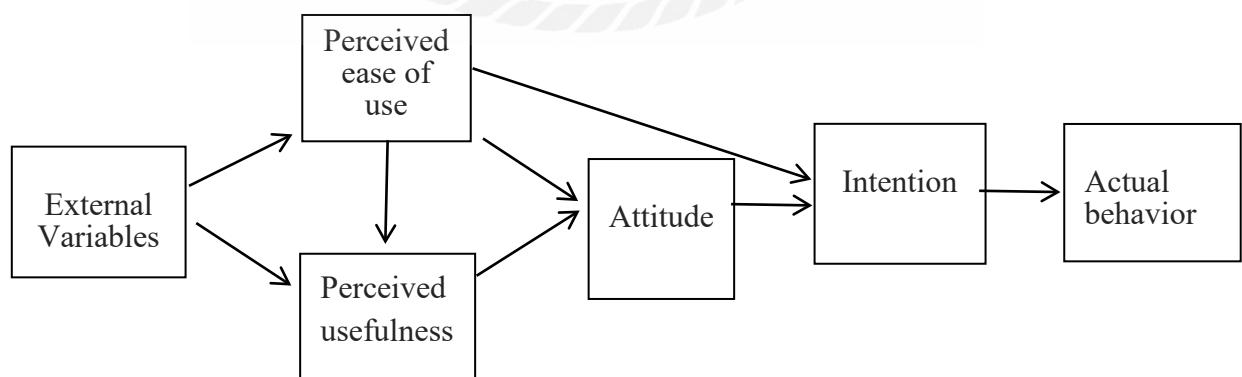 Perceived
ease of
use
External
Variables
Perceived
usefulness
Attitude
Intention
Actual
behavior